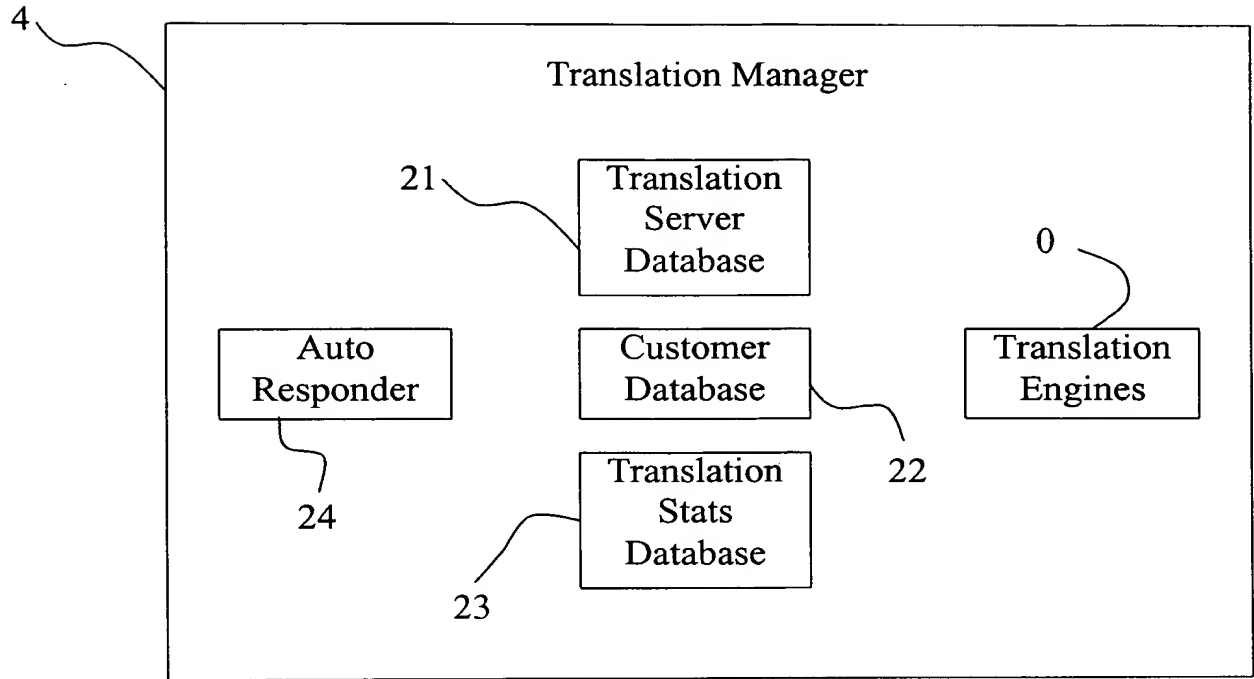 4
Translation Manager
21
Translation
Server
Database
0
Auto
Responder
Customer
Database
Translation
Engines
24
22
Translation
Stats
Database
23